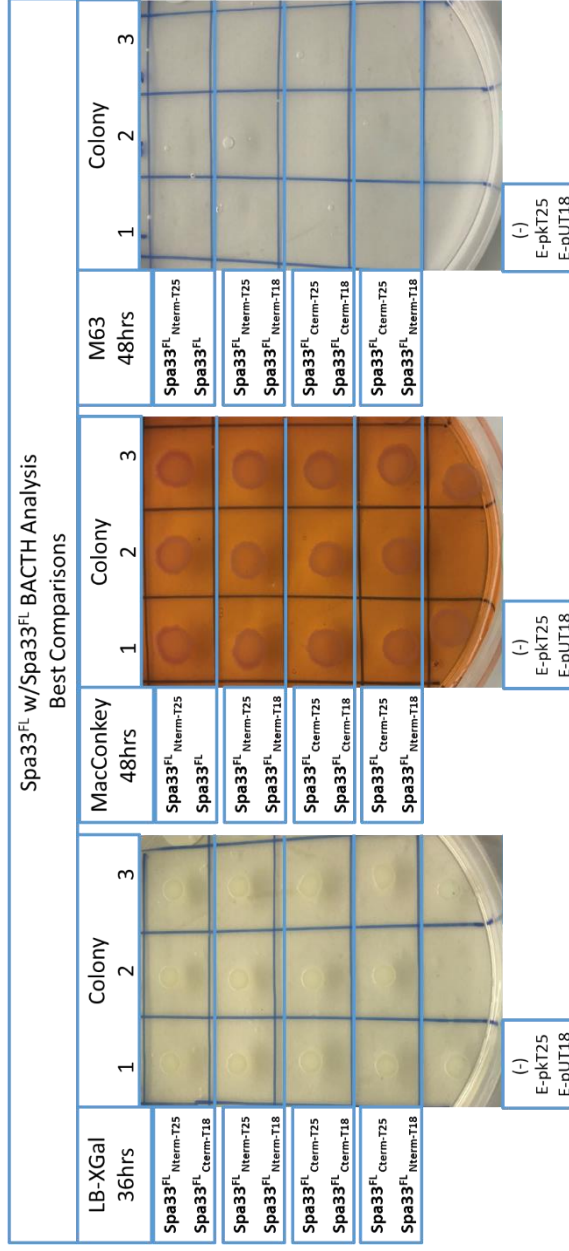 Spa33FL w/Spa33FL BACTH Analysis
Best Comparisons
LB-XGal
36hrs
Colony
1 2 3
Spa33FL Nterm-T25
Spa33FL Cterm-T18
Spa33FL Nterm-T25
Spa33FL Nterm-T18
Spa33FL Cterm-T25
Spa33FL Cterm-T18
Spa33FL Cterm-T25
Spa33FL Nterm-T18
(-)
E-pkT25
E-pUT18
MacConkey
48hrs
Colony
1 2 3
Spa33FL Nterm-T25
Spa33FL
Spa33FL Nterm-T25
Spa33FL Nterm-T18
Spa33FL Cterm-T25
Spa33FL Cterm-T18
Spa33FL Cterm-T25
Spa33FL Nterm-T18
(-)
E-pkT25
E-pUT18
M63
48hrs
Colony
1 2 3
Spa33FL Nterm-T25
Spa33FL
Spa33FL Nterm-T25
Spa33FL Nterm-T18
Spa33FL Cterm-T25
Spa33FL Cterm-T18
Spa33FL Cterm-T25
Spa33FL Nterm-T18
(-)
E-pkT25
E-pUT18